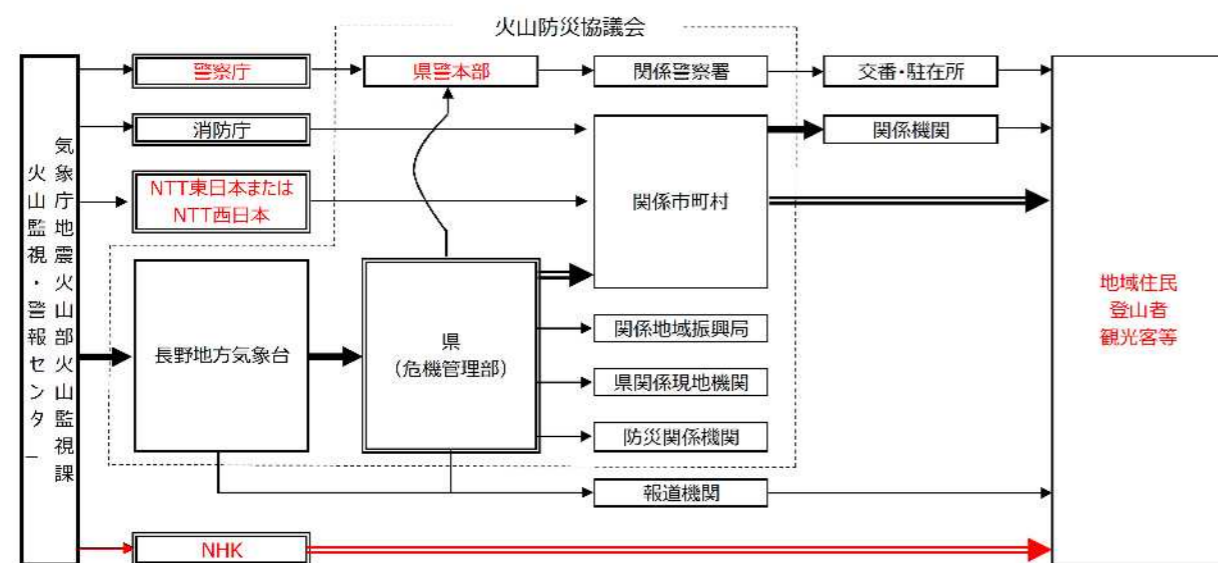 火山防災協議会
気象庁地震火山部火山監視課
火山監視・警報センター
警察庁
県警本部
関係警察署
交番・駐在所
消防庁
関係機関
NTT東日本または
NTT西日本
関係市町村
長野地方気象台
県
（危機管理部）
関係地域振興局
県関係現地機関
防災関係機関
報道機関
NHK
地域住民
登山者
観光客等